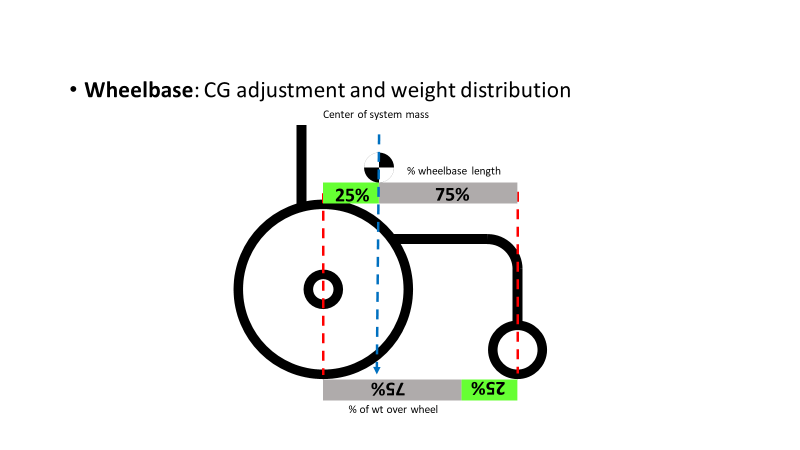 • Wheelbase: CG adjustment and weight distribution
Center of system mass
% wheelbase length
25% 75%
75% 25%
% of wt over wheel